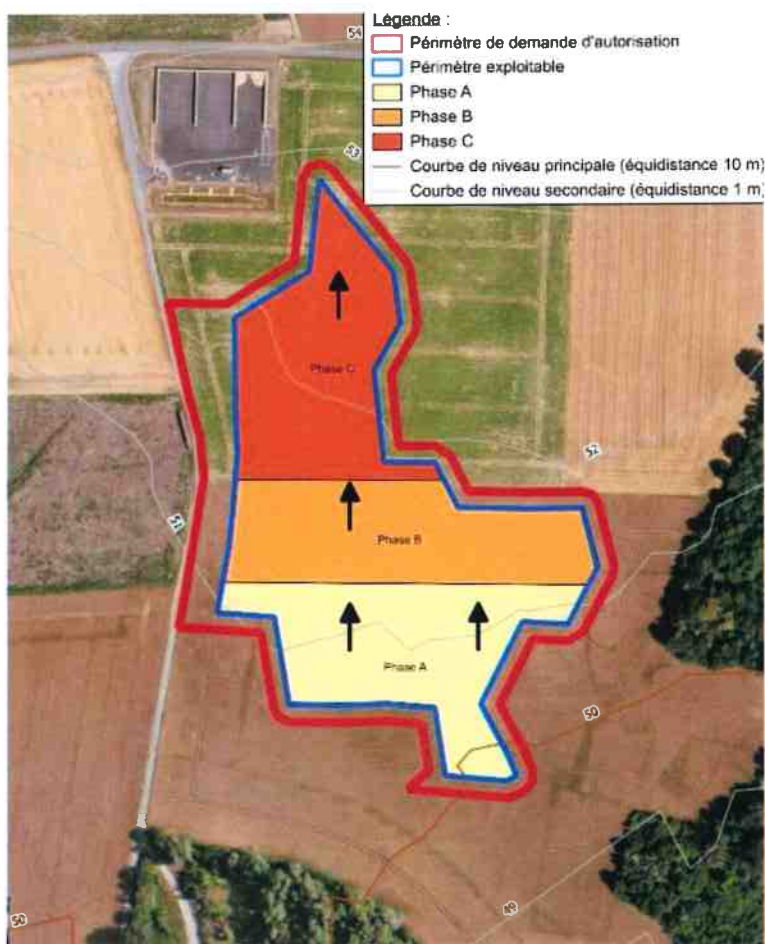 Légende :
Périmètre de demande d'autorisation
Périmètre exploitable
Phase A
Phase B
Phase C
Courbe de niveau principale (équidistance 10 m)
Courbe de niveau secondaire (équidistance 1 m)
54
53
Phase C
52
51
Phase B
Phase A
50
49
50